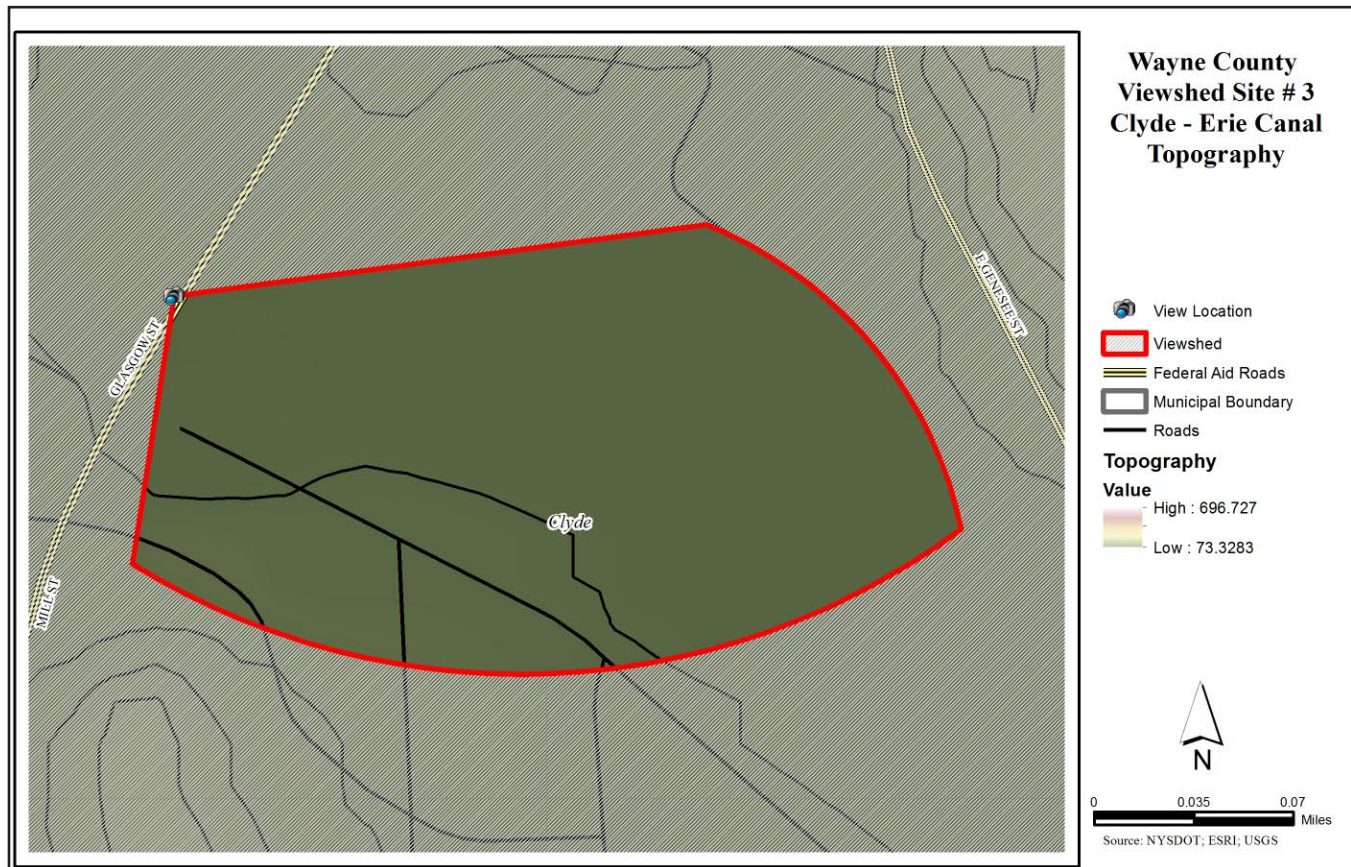 Wayne County
Viewshed Site # 3
Clyde - Erie Canal
Topography
E GENESEE ST
GLASGOW ST
MILL ST
Clyde
View Location
Viewshed
Federal Aid Roads
Municipal Boundary
Roads
Topography
Value
High : 696.727
Low : 73.3283
N
0 0.035 0.07
Miles
Source: NYSDOT; ESRI; USGS